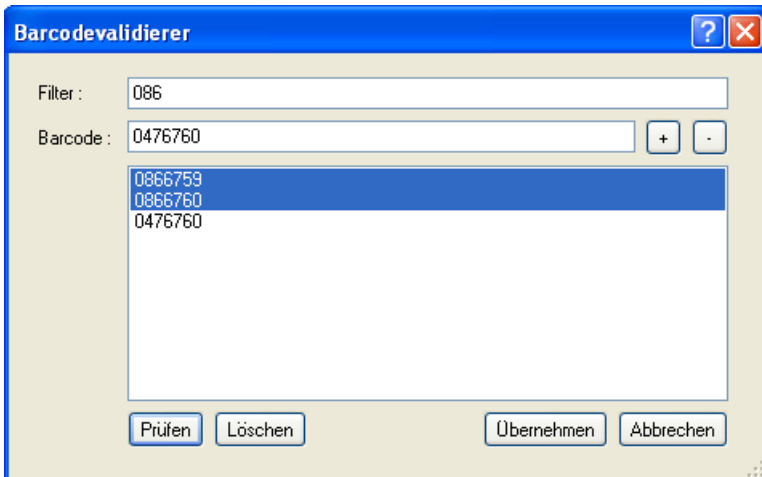 Barcodevalidierer
Filter : 086
Barcode : 0476760 + -
0866759
0866760
0476760
Prüfen Löschen Übernehmen Abbrechen